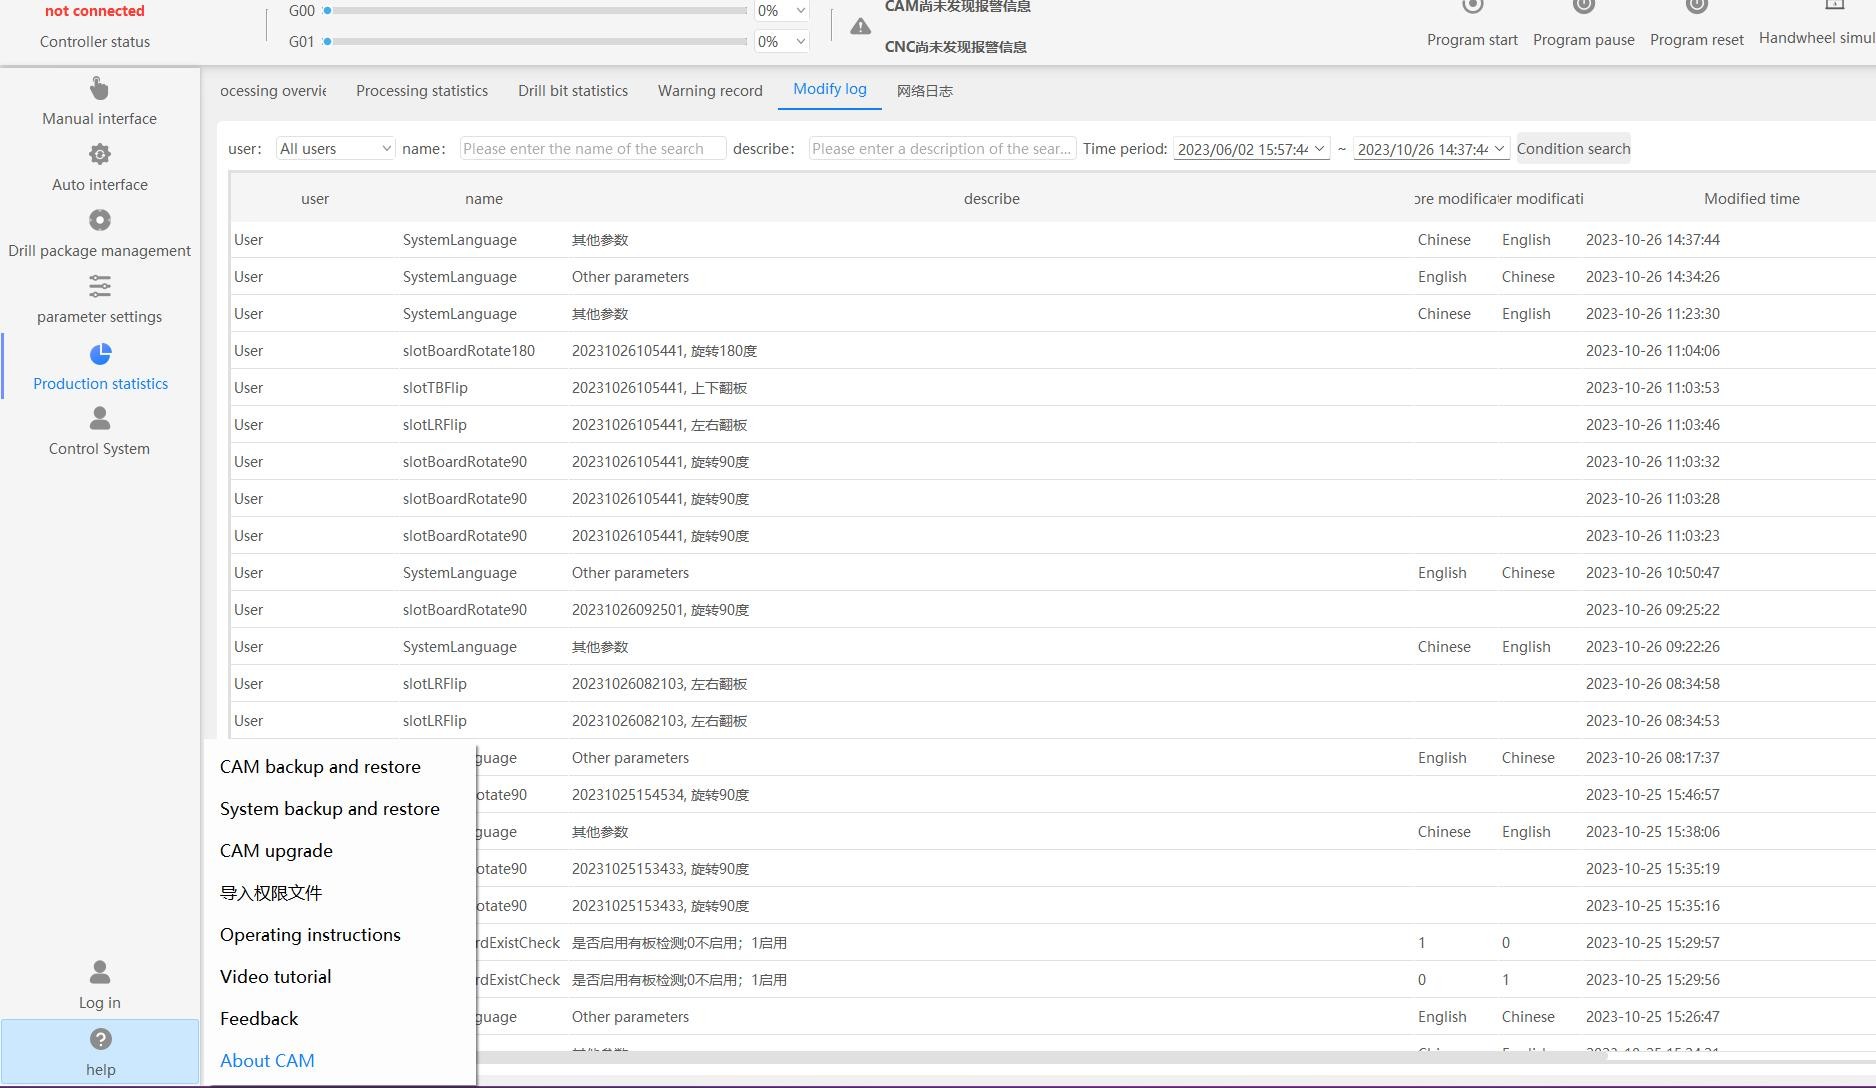 not connected
Controller status
G00 0%
G01 0%
CAM尚未发现报警信息
CNC尚未发现报警信息
Program start Program pause Program reset Handwheel simul
Manual interface
Auto interface
Drill package management
parameter settings
Production statistics
Control System
Log in
help
ocessing overvie Processing statistics Drill bit statistics Warning record Modify log 网络日志
user: All users name: Please enter the name of the search describe: Please enter a description of the sear... Time period: 2023/06/02 15:57:44 ~ 2023/10/26 14:37:44 Condition search
user name describe ore modifica er modificati Modified time
User SystemLanguage 其他参数 Chinese English 2023-10-26 14:37:44
User SystemLanguage Other parameters English Chinese 2023-10-26 14:34:26
User SystemLanguage 其他参数 Chinese English 2023-10-26 11:23:30
User slotBoardRotate180 20231026105441, 旋转180度 2023-10-26 11:04:06
User slotTBFlip 20231026105441, 上下翻板 2023-10-26 11:03:53
User slotLRFlip 20231026105441, 左右翻板 2023-10-26 11:03:46
User slotBoardRotate90 20231026105441, 旋转90度 2023-10-26 11:03:32
User slotBoardRotate90 20231026105441, 旋转90度 2023-10-26 11:03:28
User slotBoardRotate90 20231026105441, 旋转90度 2023-10-26 11:03:23
User SystemLanguage Other parameters English Chinese 2023-10-26 10:50:47
User slotBoardRotate90 20231026092501, 旋转90度 2023-10-26 09:25:22
User SystemLanguage 其他参数 Chinese English 2023-10-26 09:22:26
User slotLRFlip 20231026082103, 左右翻板 2023-10-26 08:34:58
User slotLRFlip 20231026082103, 左右翻板 2023-10-26 08:34:53
guage Other parameters English Chinese 2023-10-26 08:17:37
otate90 20231025154534, 旋转90度 2023-10-25 15:46:57
guage 其他参数 Chinese English 2023-10-25 15:38:06
otate90 20231025153433, 旋转90度 2023-10-25 15:35:19
otate90 20231025153433, 旋转90度 2023-10-25 15:35:16
rdExistCheck 是否启用有板检测;0不启用；1启用 1 0 2023-10-25 15:29:57
rdExistCheck 是否启用有板检测;0不启用；1启用 0 1 2023-10-25 15:29:56
guage Other parameters English Chinese 2023-10-25 15:26:47
CAM backup and restore
System backup and restore
CAM upgrade
导入权限文件
Operating instructions
Video tutorial
Feedback
About CAM